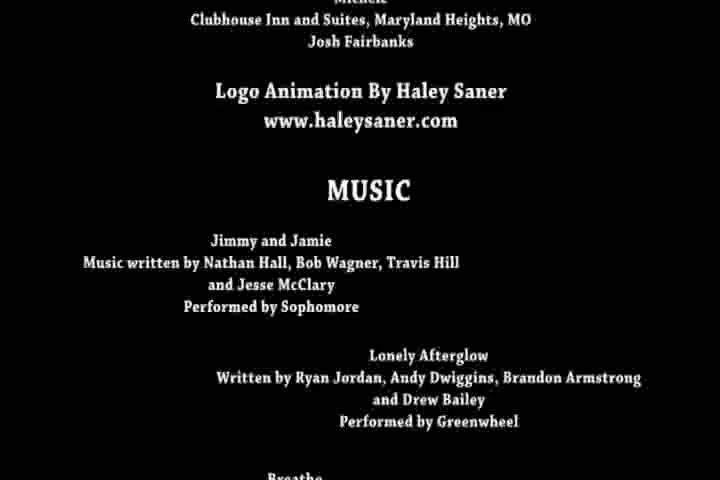 Michele
Clubhouse Inn and Suites, Maryland Heights, MO
Josh Fairbanks
Logo Animation By Haley Saner
www.haleysaner.com
MUSIC
Jimmy and Jamie
Music written by Nathan Hall, Bob Wagner, Travis Hill
and Jesse McClary
Performed by Sophomore
Lonely Afterglow
Written by Ryan Jordan, Andy Dwiggins, Brandon Armstrong
and Drew Bailey
Performed by Greenwheel
Breathe